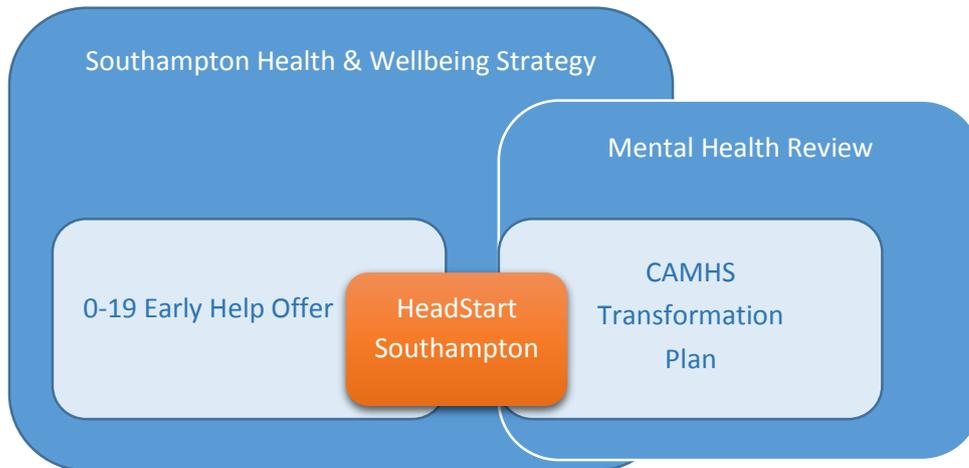 Southampton Health & Wellbeing Strategy
Mental Health Review
0-19 Early Help Offer
HeadStart
Southampton
CAMHS
Transformation
Plan